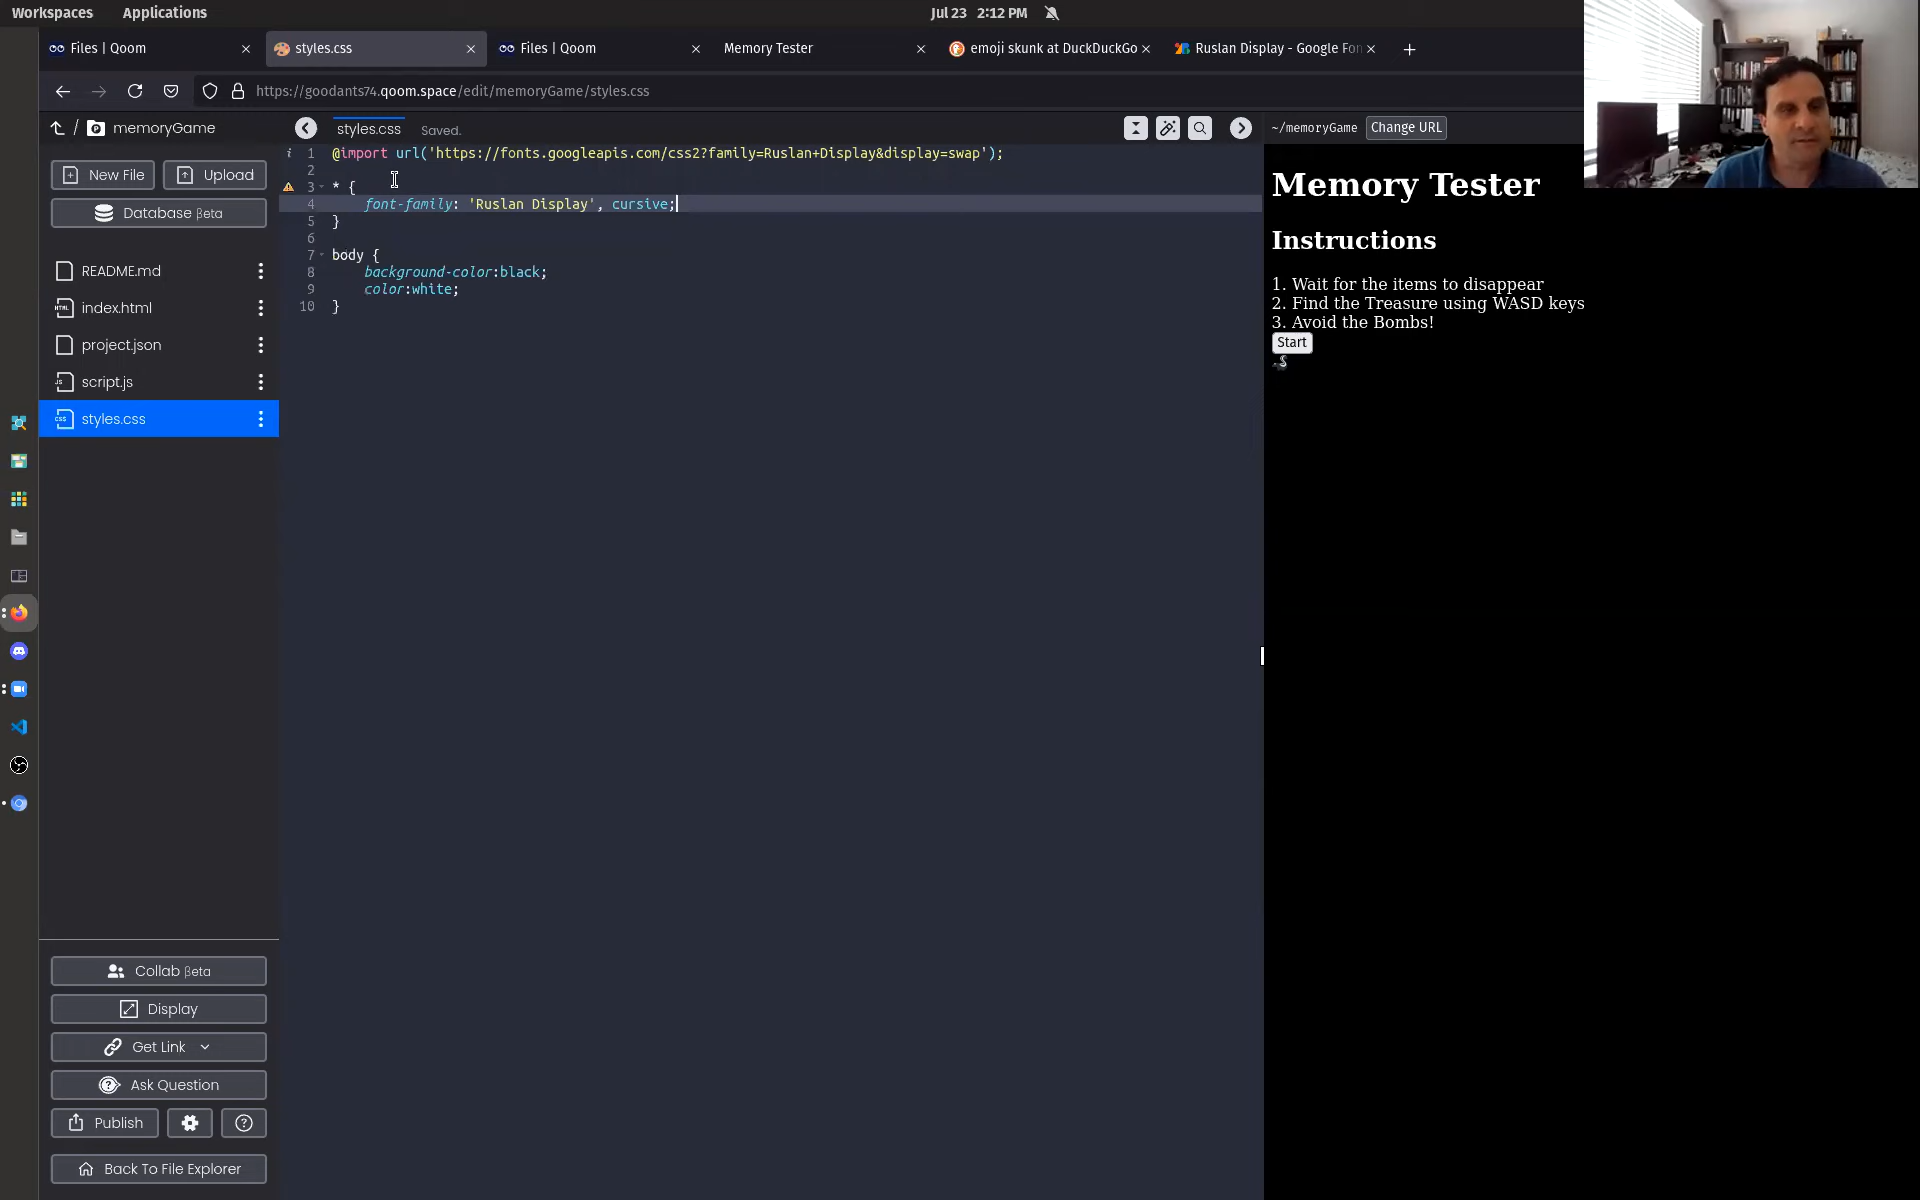 Workspaces Applications Jul 23 2:12 PM
Files | Qoom styles.css Files | Qoom Memory Tester emoji skunk at DuckDuckGo Ruslan Display - Google Fon
https://goodants74.qoom.space/edit/memoryGame/styles.css
/ memoryGame
styles.css Saved.
~/memoryGame Change URL
New File Upload
Database βeta
README.md
index.html
project.json
script.js
styles.css
1 @import url('https://fonts.googleapis.com/css2?family=Ruslan+Display&display=swap');
2
3 * {
4 font-family: 'Ruslan Display', cursive;
5 }
6
7 body {
8 background-color:black;
9 color:white;
10 }
Memory Tester
Instructions
1. Wait for the items to disappear
2. Find the Treasure using WASD keys
3. Avoid the Bombs!
Start
Collab βeta
Display
Get Link
Ask Question
Publish
Back To File Explorer